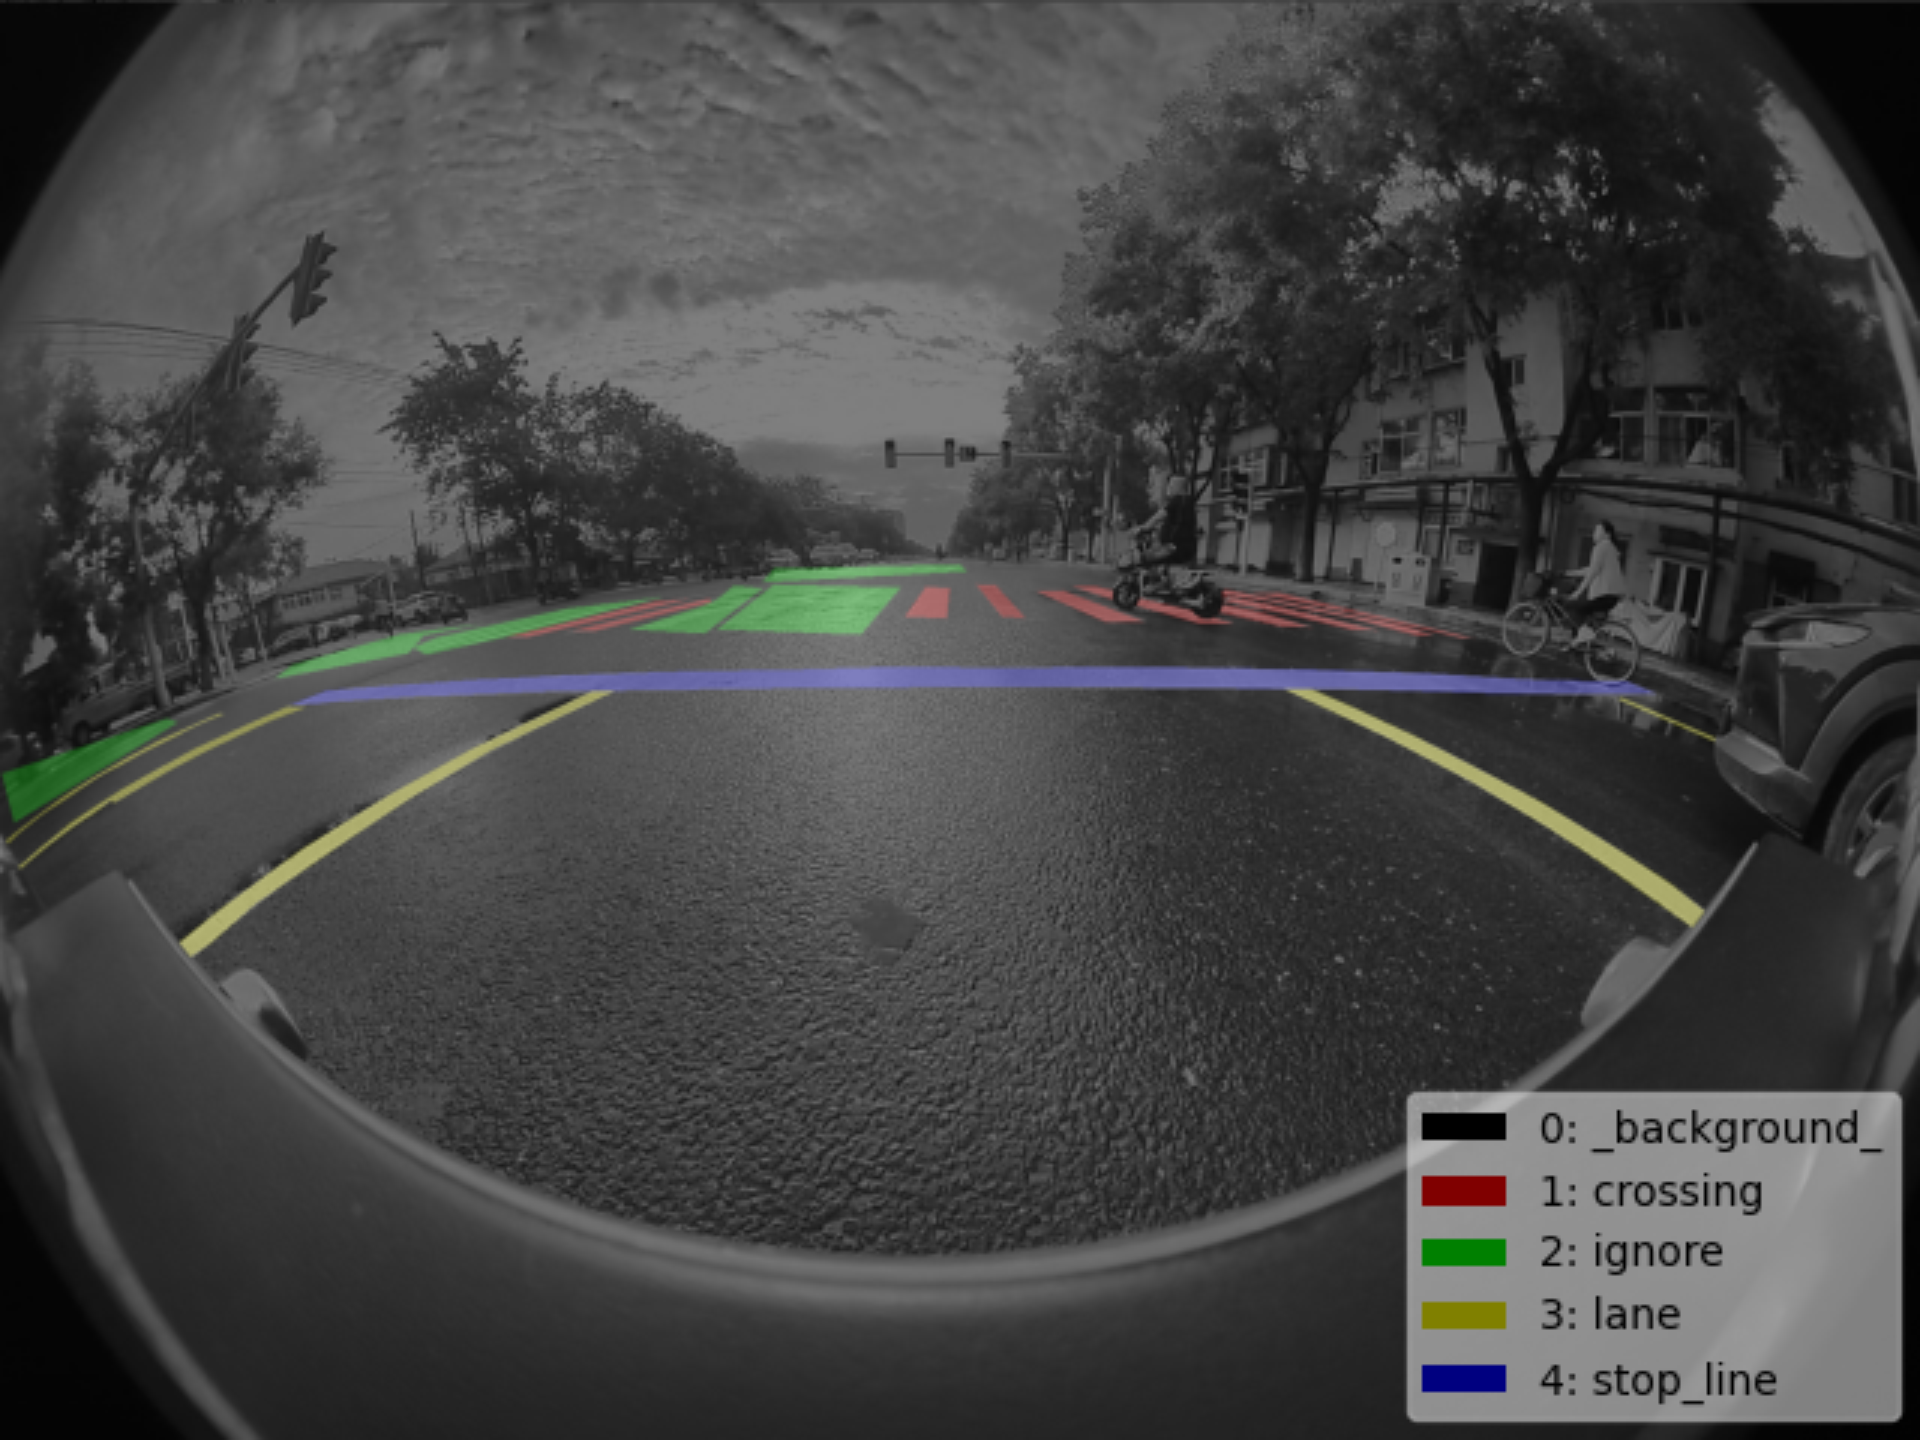 0: _background_
1: crossing
2: ignore
3: lane
4: stop_line